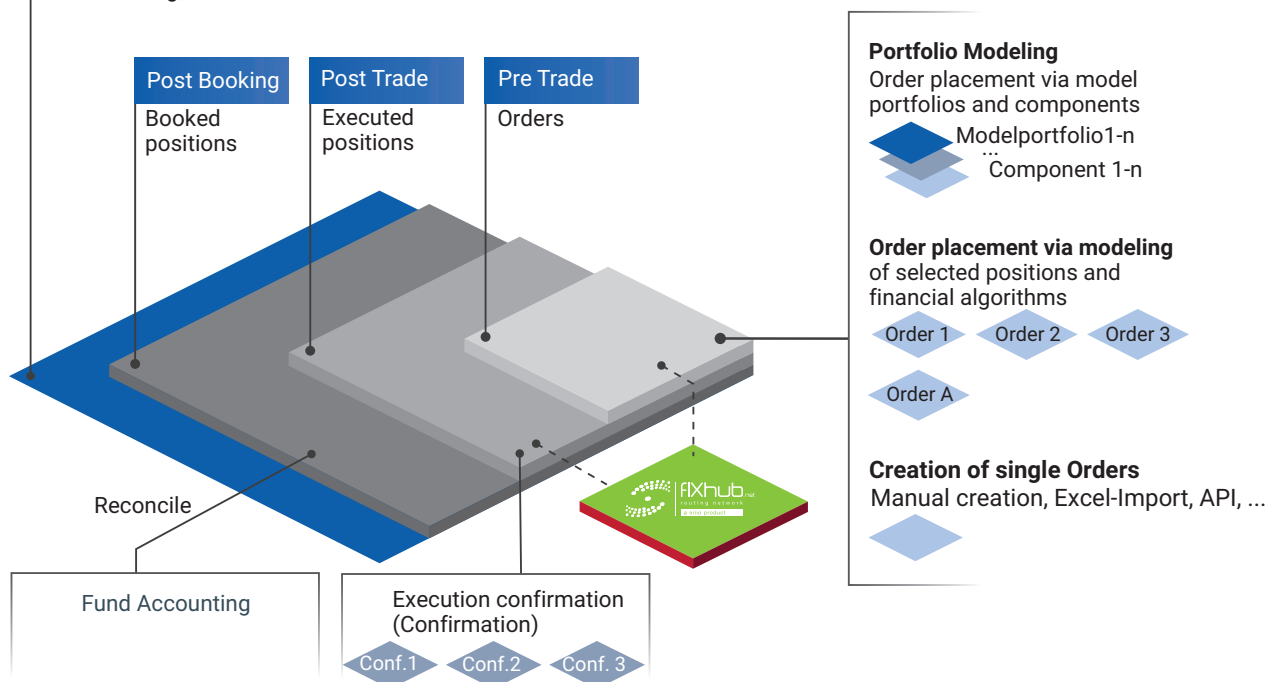 Post Booking
Booked
positions
Post Trade
Executed
positions
Pre Trade
Orders
Portfolio Modeling
Order placement via model
portfolios and components
Modelportfolio1-n
...
Component 1-n
Order placement via modeling
of selected positions and
financial algorithms
Order 1
Order 2
Order 3
Order A
Creation of single Orders
Manual creation, Excel-Import, API, ...
fIXhub.net
routing network
a sino product
Reconcile
Fund Accounting
Execution confirmation
(Confirmation)
Conf.1
Conf.2
Conf. 3